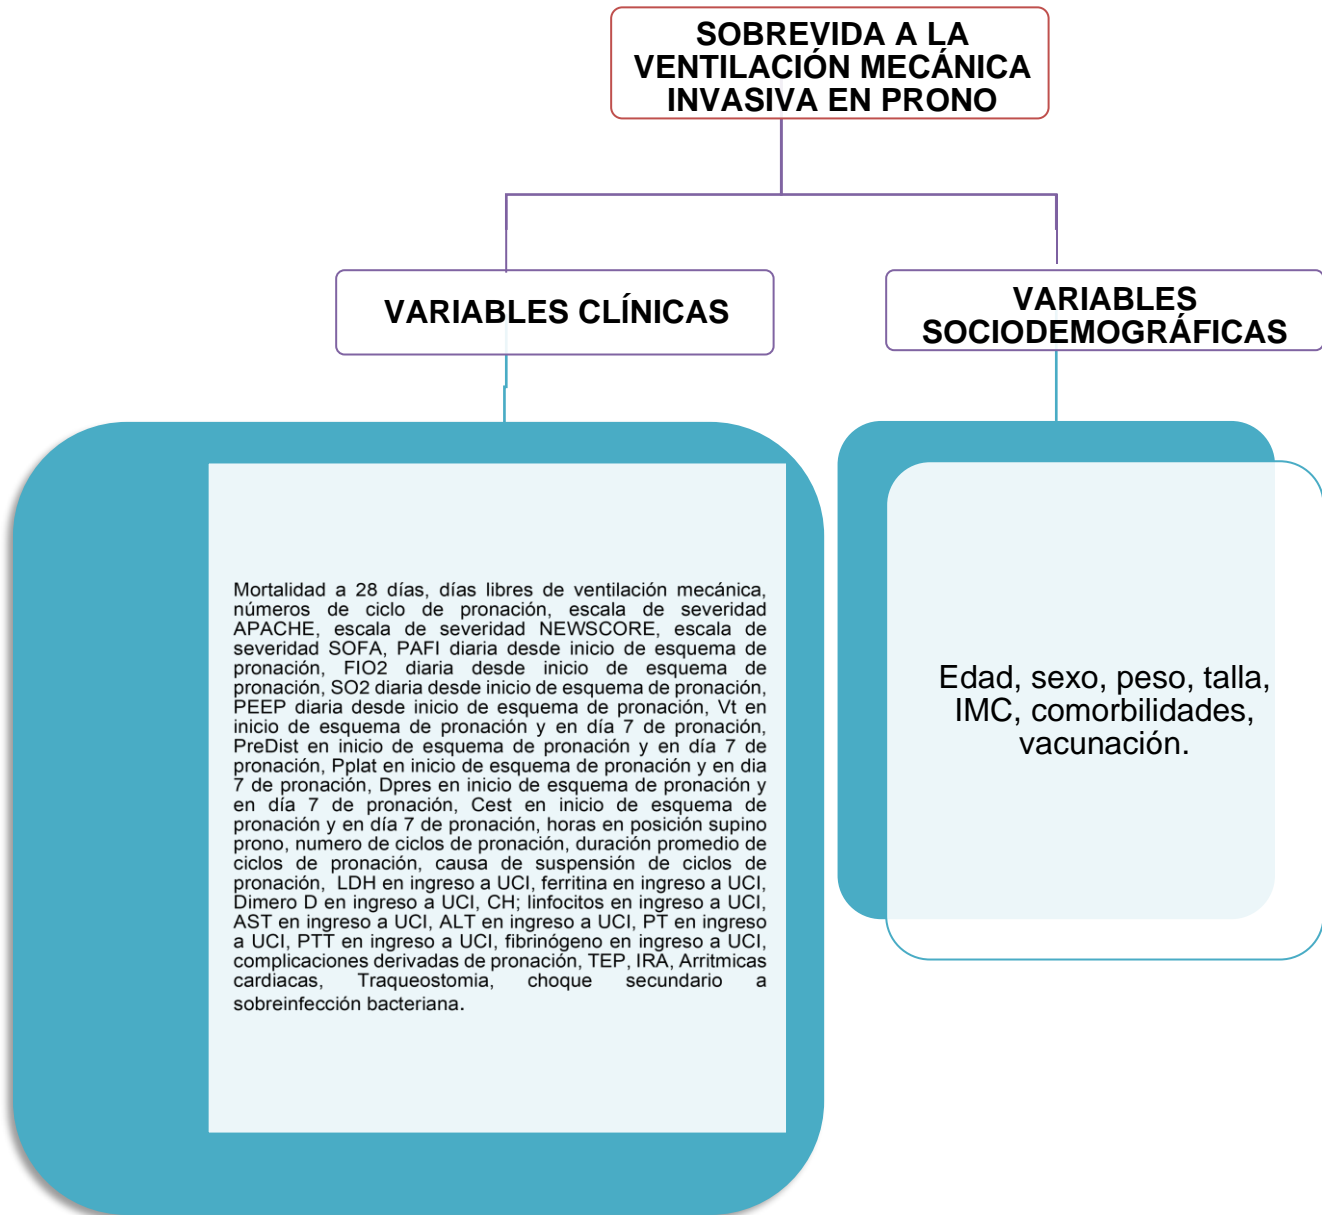 SOBREVIDA A LA
VENTILACIÓN MECÁNICA
INVASIVA EN PRONO
VARIABLES CLÍNICAS
VARIABLES
SOCIODEMOGRÁFICAS
Mortalidad a 28 días, días libres de ventilación mecánica,
números de ciclo de pronación, escala de severidad
APACHE, escala de severidad NEWSCORE, escala de
severidad SOFA, PAFI diaria desde inicio de esquema de
pronación, FIO2 diaria desde inicio de esquema de
pronación, SO2 diaria desde inicio de esquema de pronación,
PEEP diaria desde inicio de esquema de pronación, Vt en
inicio de esquema de pronación y en día 7 de pronación,
PreDist en inicio de esquema de pronación y en día 7 de
pronación, Pplat en inicio de esquema de pronación y en dia
7 de pronación, Dpres en inicio de esquema de pronación y
en día 7 de pronación, Cest en inicio de esquema de
pronación y en día 7 de pronación, horas en posición supino
prono, numero de ciclos de pronación, duración promedio de
ciclos de pronación, causa de suspensión de ciclos de
pronación, LDH en ingreso a UCI, ferritina en ingreso a UCI,
Dimero D en ingreso a UCI, CH; linfocitos en ingreso a UCI,
AST en ingreso a UCI, ALT en ingreso a UCI, PT en ingreso
a UCI, PTT en ingreso a UCI, fibrinógeno en ingreso a UCI,
complicaciones derivadas de pronación, TEP, IRA, Arritmicas
cardiacas, Traqueostomia, choque secundario a
sobreinfección bacteriana.
Edad, sexo, peso, talla,
IMC, comorbilidades,
vacunación.